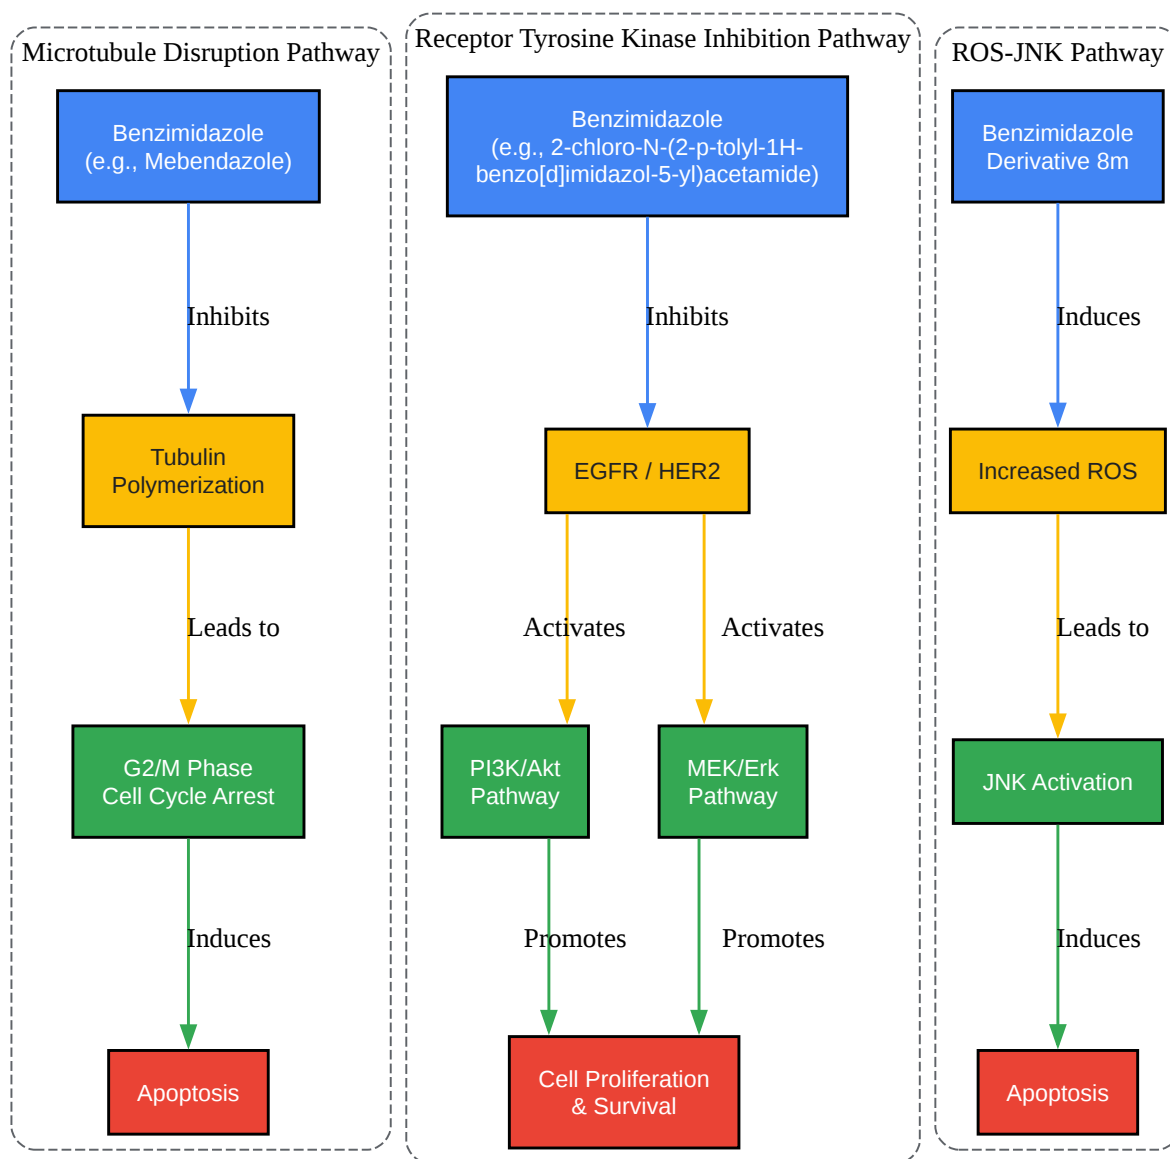 Microtubule Disruption Pathway
Benzimidazole
(e.g., Mebendazole)
Inhibits
Tubulin
Polymerization
Leads to
G2/M Phase
Cell Cycle Arrest
Induces
Apoptosis
Receptor Tyrosine Kinase Inhibition Pathway
Benzimidazole
(e.g., 2-chloro-N-(2-p-tolyl-1H-
benzo[d]imidazol-5-yl)acetamide)
Inhibits
EGFR / HER2
Activates
Activates
PI3K/Akt
Pathway
MEK/Erk
Pathway
Promotes
Promotes
Cell Proliferation
& Survival
ROS-JNK Pathway
Benzimidazole
Derivative 8m
Induces
Increased ROS
Leads to
JNK Activation
Induces
Apoptosis